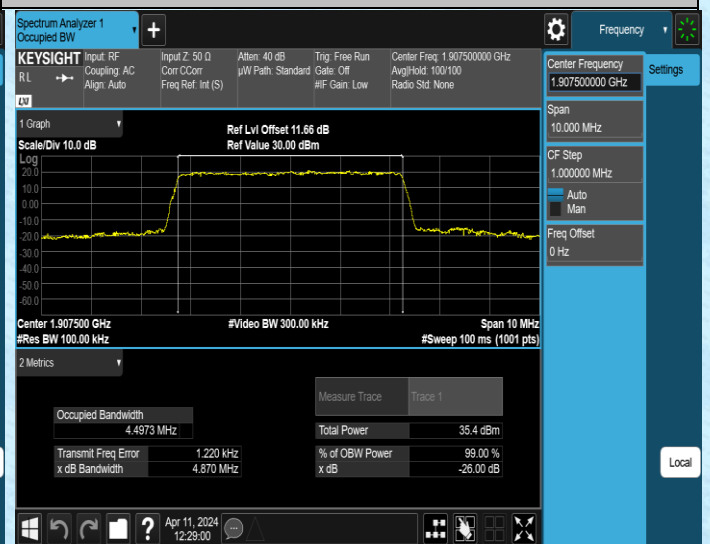 Spectrum Analyzer 1
Occupied BW
+
Frequency
KEYSIGHT
R L
LXI
Input: RF
Coupling: AC
Align: Auto
Input Z: 50 Ω
Corr CCorr
Freq Ref: Int (S)
Atten: 40 dB
µW Path: Standard
Trig: Free Run
Gate: Off
#IF Gain: Low
Center Freq: 1.907500000 GHz
Avg|Hold: 100/100
Radio Std: None
Center Frequency
1.907500000 GHz
Settings
Span
10.000 MHz
CF Step
1.000000 MHz
Auto
Man
Freq Offset
0 Hz
1 Graph
Scale/Div 10.0 dB
Ref Lvl Offset 11.66 dB
Ref Value 30.00 dBm
Log
20.0
10.0
0.00
-10.0
-20.0
-30.0
-40.0
-50.0
-60.0
Center 1.907500 GHz
#Res BW 100.00 kHz
#Video BW 300.00 kHz
Span 10 MHz
#Sweep 100 ms (1001 pts)
2 Metrics
Measure Trace
Trace 1
Occupied Bandwidth
4.4973 MHz
Total Power 35.4 dBm
Transmit Freq Error 1.220 kHz
% of OBW Power 99.00 %
x dB Bandwidth 4.870 MHz
x dB -26.00 dB
Local
?
Apr 11, 2024
12:29:00